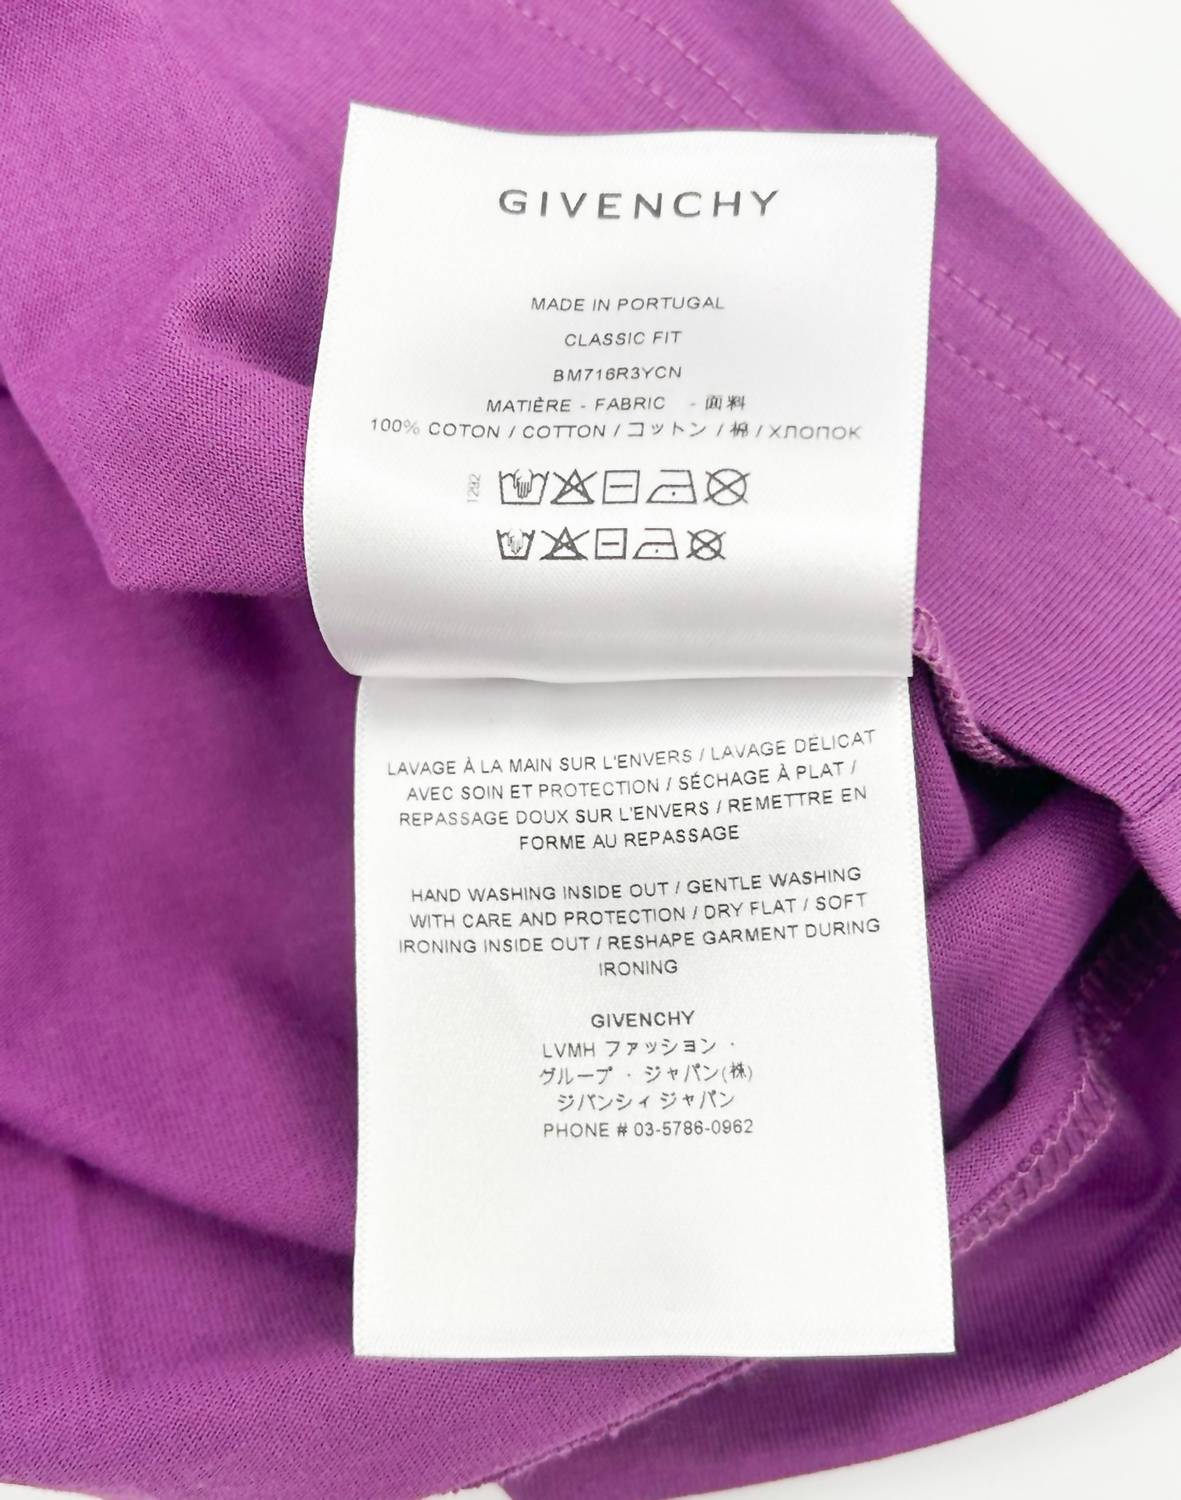 GIVENCHY
MADE IN PORTUGAL
CLASSIC FIT
BM716R3YCN
MATIÈRE - FABRIC - 面料
100% COTON / COTTON / コットン / 棉 / ХЛОПОК
1292
LAVAGE À LA MAIN SUR L'ENVERS / LAVAGE DÉLICAT
AVEC SOIN ET PROTECTION / SÉCHAGE À PLAT /
REPASSAGE DOUX SUR L'ENVERS / REMETTRE EN
FORME AU REPASSAGE
HAND WASHING INSIDE OUT / GENTLE WASHING
WITH CARE AND PROTECTION / DRY FLAT / SOFT
IRONING INSIDE OUT / RESHAPE GARMENT DURING
IRONING
GIVENCHY
LVMH ファッション ·
グループ · ジャパン(株)
ジバンシィ ジャパン
PHONE # 03-5786-0962